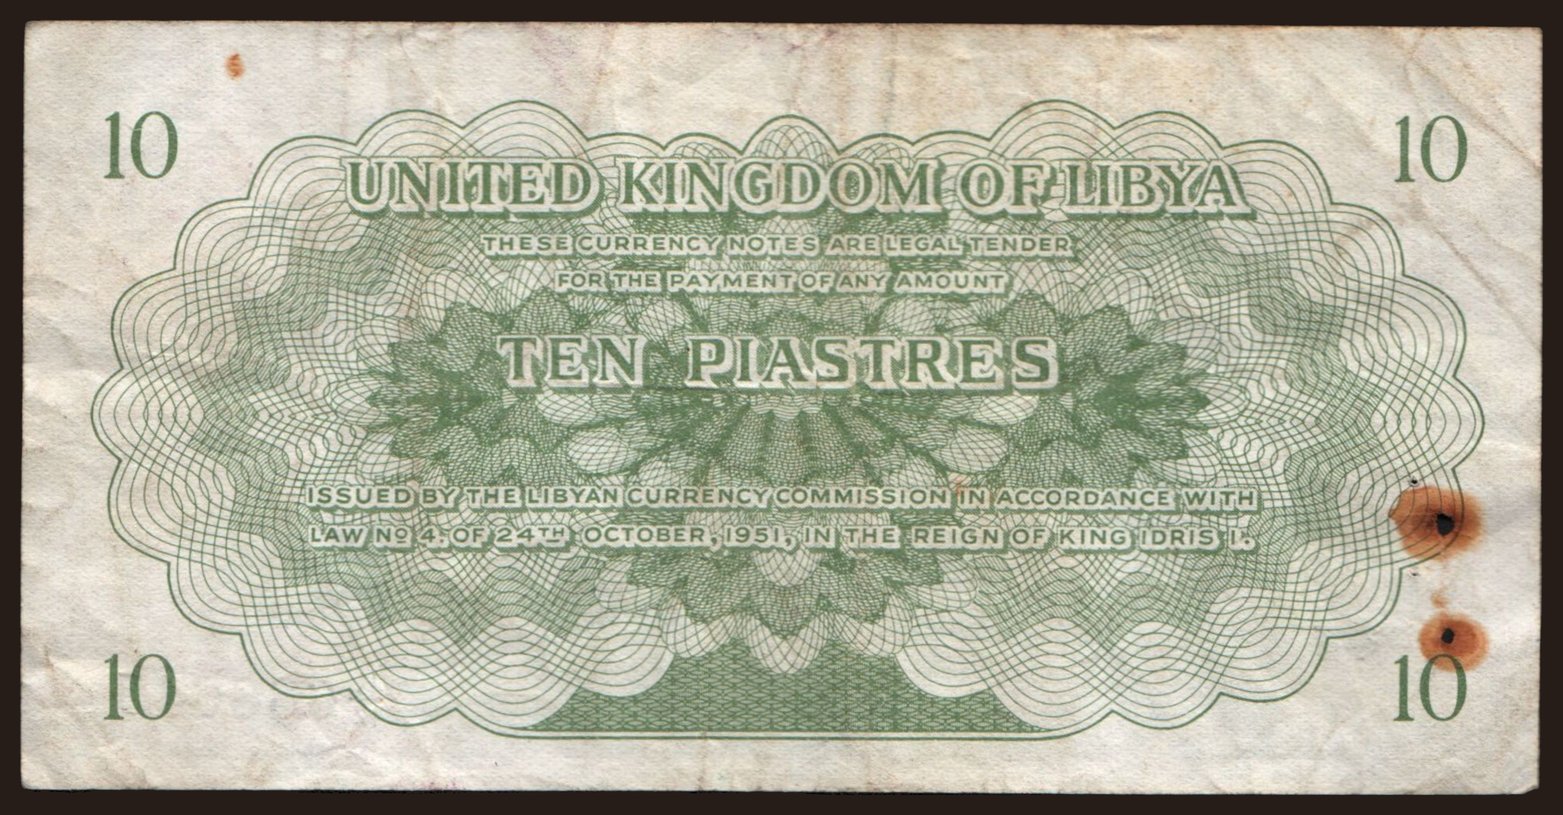 10 10
UNITED KINGDOM OF LIBYA
THESE CURRENCY NOTES ARE LEGAL TENDER
FOR THE PAYMENT OF ANY AMOUNT
TEN PIASTRES
ISSUED BY THE LIBYAN CURRENCY COMMISSION IN ACCORDANCE WITH
LAW Nº 4, OF 24TH OCTOBER, 1951, IN THE REIGN OF KING IDRIS I.
10 10